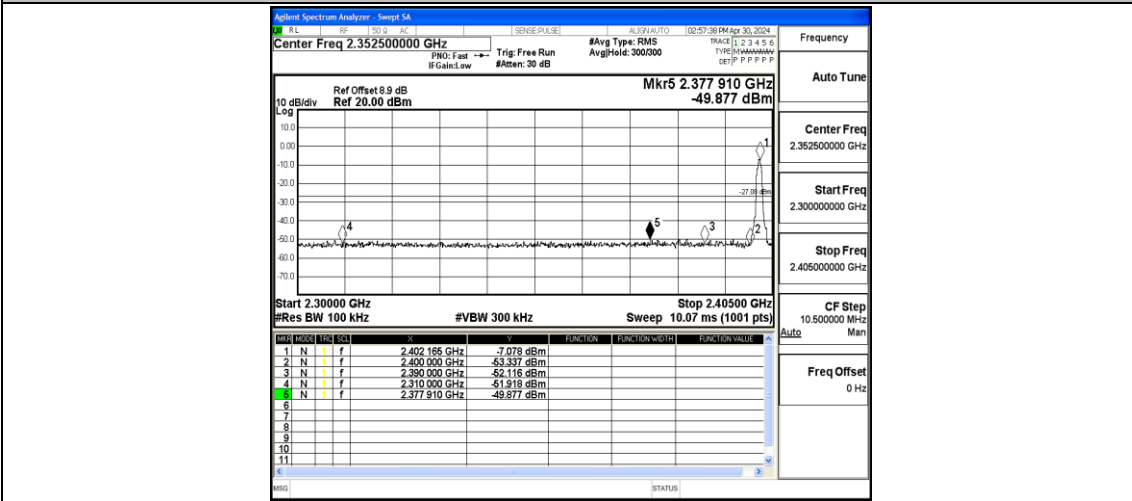 Agilent Spectrum Analyzer - Swept SA
RL RF 50 Ω AC SENSE:PULSE ALIGN AUTO 02:57:38 PM Apr 30, 2024
Center Freq 2.352500000 GHz
#Avg Type: RMS
TRACE 1 2 3 4 5 6
PNO: Fast Trig: Free Run Avg|Hold: 300/300
TYPE M
IFGain:Low #Atten: 30 dB
DET P P P P P P
Mkr5 2.377 910 GHz
-49.877 dBm
Ref Offset 8.9 dB
10 dB/div Ref 20.00 dBm
Log
10.0
0.00
-10.0
-20.0
-30.0
-40.0
-50.0
-60.0
-70.0
1
-27.08 dBm
4
5
3
2
Start 2.30000 GHz Stop 2.40500 GHz
#Res BW 100 kHz #VBW 300 kHz Sweep 10.07 ms (1001 pts)
MKR MODE TRC SCL X Y FUNCTION FUNCTION WIDTH FUNCTION VALUE
1 N 1 f 2.402 165 GHz -7.078 dBm
2 N 1 f 2.400 000 GHz -53.337 dBm
3 N 1 f 2.390 000 GHz -52.116 dBm
4 N 1 f 2.310 000 GHz -51.918 dBm
5 N 1 f 2.377 910 GHz -49.877 dBm
6
7
8
9
10
11
MSG STATUS
Frequency
Auto Tune
Center Freq
2.352500000 GHz
Start Freq
2.300000000 GHz
Stop Freq
2.405000000 GHz
CF Step
10.500000 MHz
Auto Man
Freq Offset
0 Hz